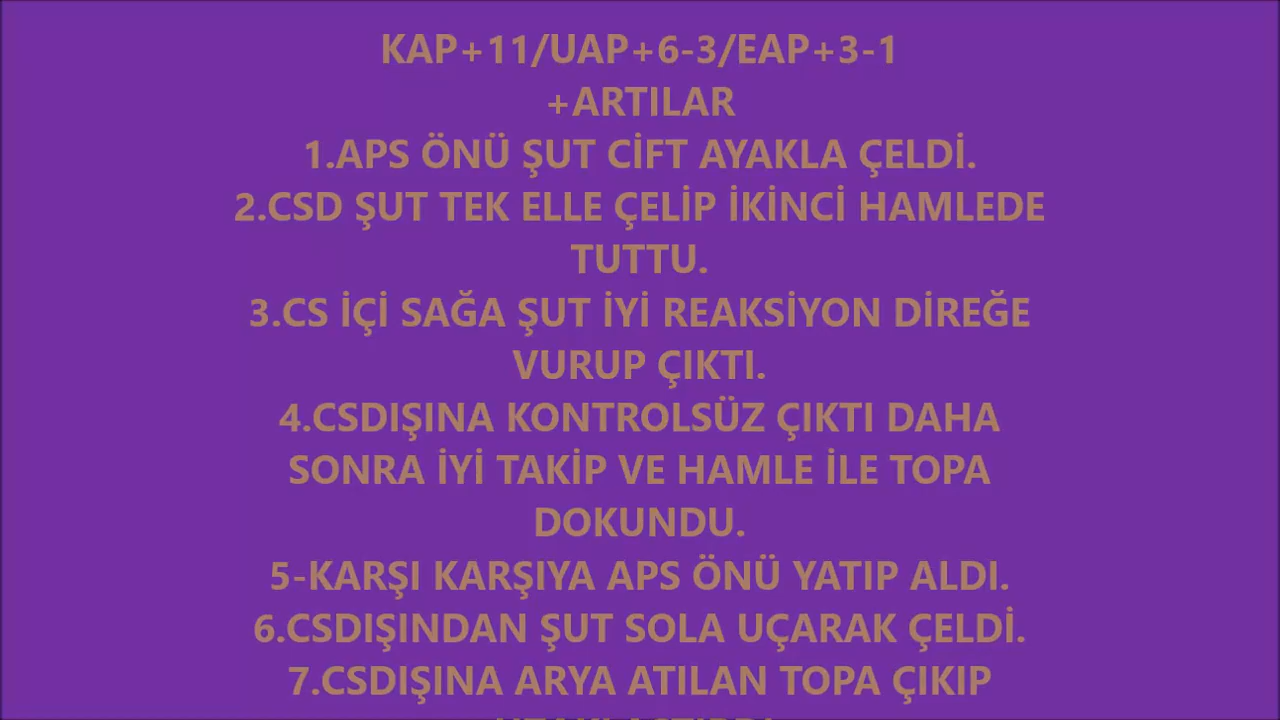 KAP+11/UAP+6-3/EAP+3-1
+ARTILAR
1.APS ÖNÜ ŞUT CİFT AYAKLA ÇELDİ.
2.CSD ŞUT TEK ELLE ÇELİP İKİNCİ HAMLEDE
TUTTU.
3.CS İÇİ SAĞA ŞUT İYİ REAKSİYON DİREĞE
VURUP ÇIKTI.
4.CSDIŞINA KONTROLSÜZ ÇIKTI DAHA
SONRA İYİ TAKİP VE HAMLE İLE TOPA
DOKUNDU.
5-KARŞI KARŞIYA APS ÖNÜ YATIP ALDI.
6.CSDIŞINDAN ŞUT SOLA UÇARAK ÇELDİ.
7.CSDIŞINA ARYA ATILAN TOPA ÇIKIP